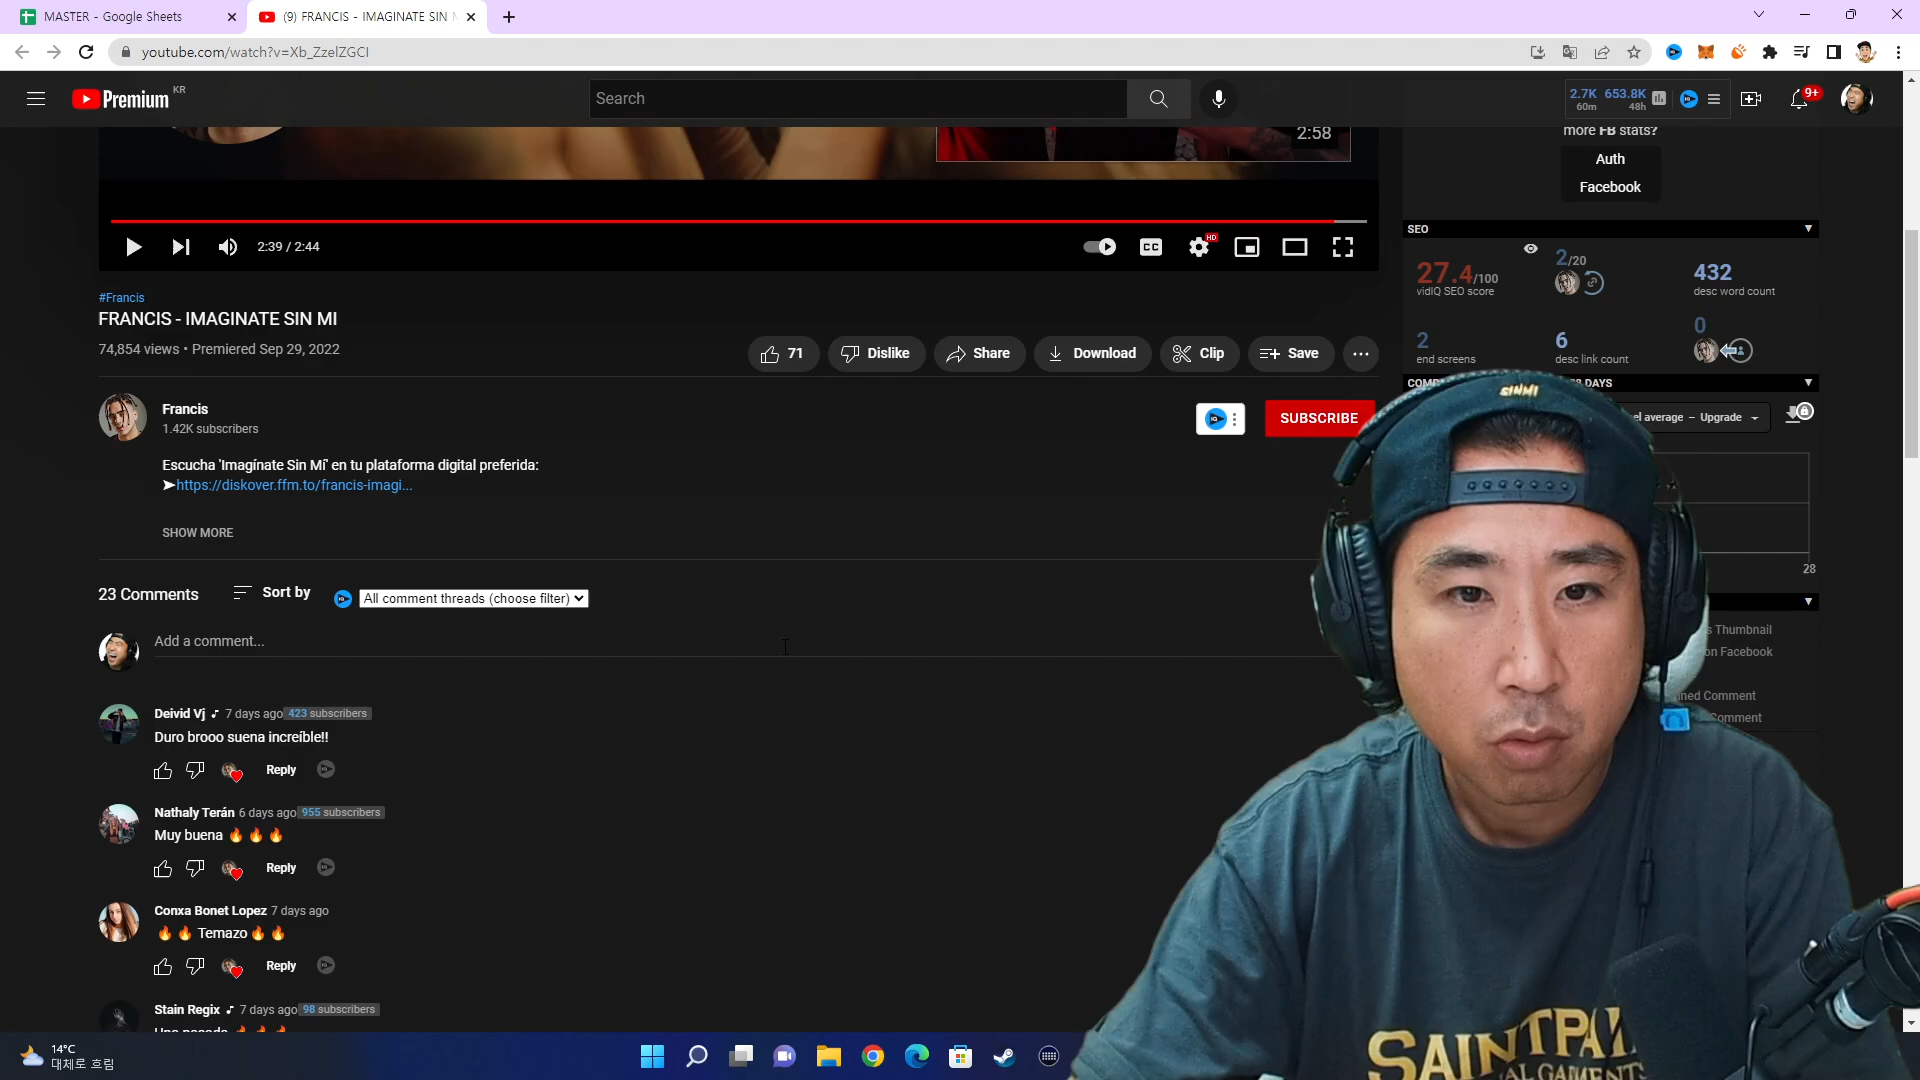 MASTER - Google Sheets
(9) FRANCIS - IMAGINATE SIN M
youtube.com/watch?v=Xb_ZzelZGCI
Premium KR
Search
2.7K 653.8K
60m 48h
9+
2:58
more FB stats?
Auth
Facebook
2:39 / 2:44
CC
HD
SEO
27.4/100
vidIQ SEO score
2/20
432
desc word count
2
end screens
6
desc link count
0
#Francis
FRANCIS - IMAGINATE SIN MI
74,854 views • Premiered Sep 29, 2022
71
Dislike
Share
Download
Clip
Save
DAYS
el average – Upgrade
Francis
1.42K subscribers
SUBSCRIBE
Escucha 'Imagínate Sin Mí' en tu plataforma digital preferida:
➤https://diskover.ffm.to/francis-imagi...
SHOW MORE
28
23 Comments
Sort by
All comment threads (choose filter)
Add a comment...
s Thumbnail
on Facebook
ned Comment
Comment
Deivid Vj 7 days ago 423 subscribers
Duro brooo suena increíble!!
Reply
Nathaly Terán 6 days ago 955 subscribers
Muy buena 🔥 🔥 🔥
Reply
Conxa Bonet Lopez 7 days ago
🔥 🔥 Temazo 🔥 🔥
Reply
Stain Regix 7 days ago 98 subscribers
SINMI
SAINTPAI
AL GARMENTS
14°C
대체로 흐림